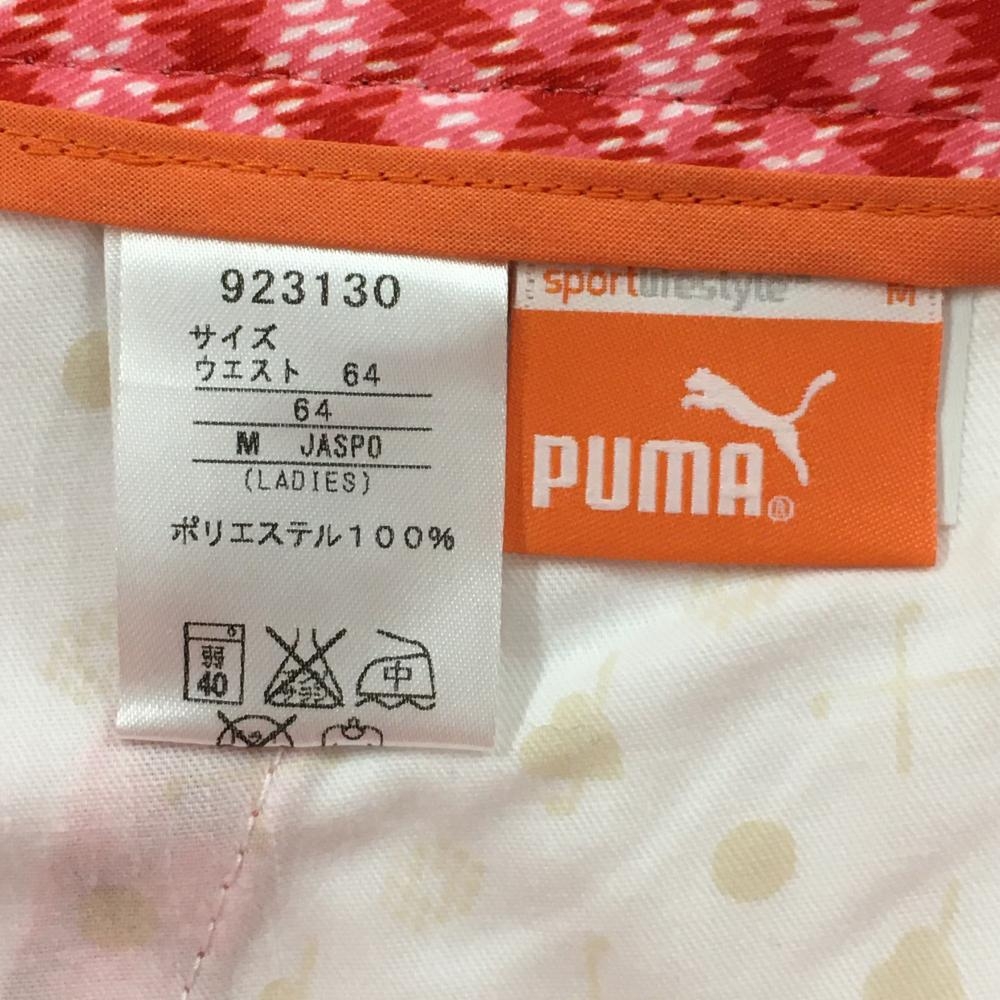 923130
サイズ
ウエスト 64
64
M JASPO
(LADIES)
ポリエステル100%
弱
40
中
sportlifestyle M
PUMA®